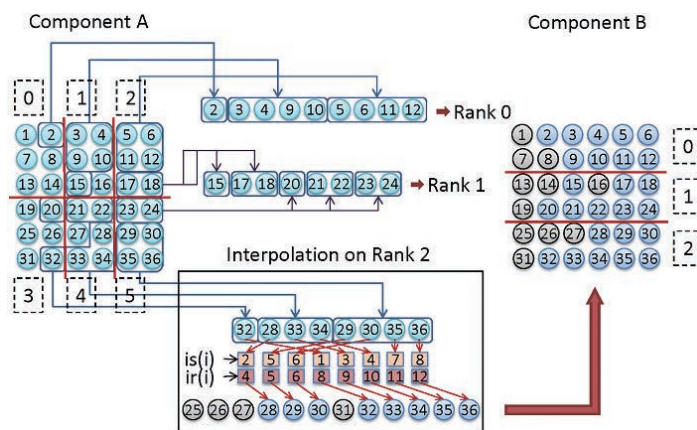 Component A
Component B
0 1 2
2 3 4 9 10 5 6 11 12 Rank 0
1 2 3 4 5 6
7 8 9 10 11 12
13 14 15 16 17 18
19 20 21 22 23 24
25 26 27 28 29 30
31 32 33 34 35 36
3 4 5
15 17 18 20 21 22 23 24 Rank 1
Interpolation on Rank 2
32 28 33 34 29 30 35 36
is(i) 2 5 6 1 3 4 7 8
ir(i) 4 5 6 8 9 10 11 12
25 26 27 28 29 30 31 32 33 34 35 36
1 2 3 4 5 6
7 8 9 10 11 12
0
13 14 15 16 17 18
19 20 21 22 23 24
1
25 26 27 28 29 30
31 32 33 34 35 36
2